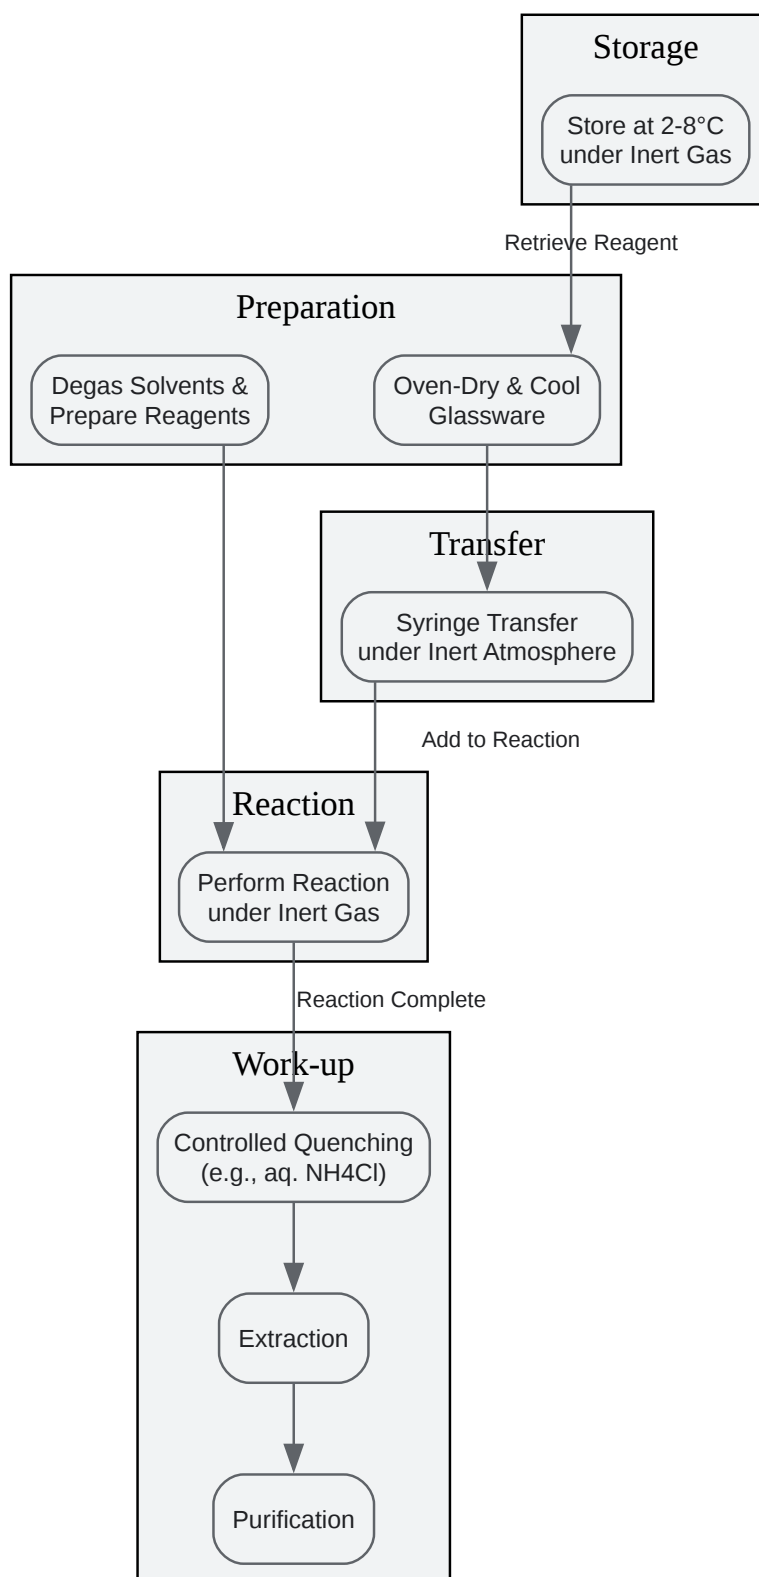 Storage
Store at 2-8°C
under Inert Gas
Retrieve Reagent
Preparation
Degas Solvents &
Prepare Reagents
Oven-Dry & Cool
Glassware
Transfer
Syringe Transfer
under Inert Atmosphere
Add to Reaction
Reaction
Perform Reaction
under Inert Gas
Reaction Complete
Work-up
Controlled Quenching
(e.g., aq. NH4Cl)
Extraction
Purification